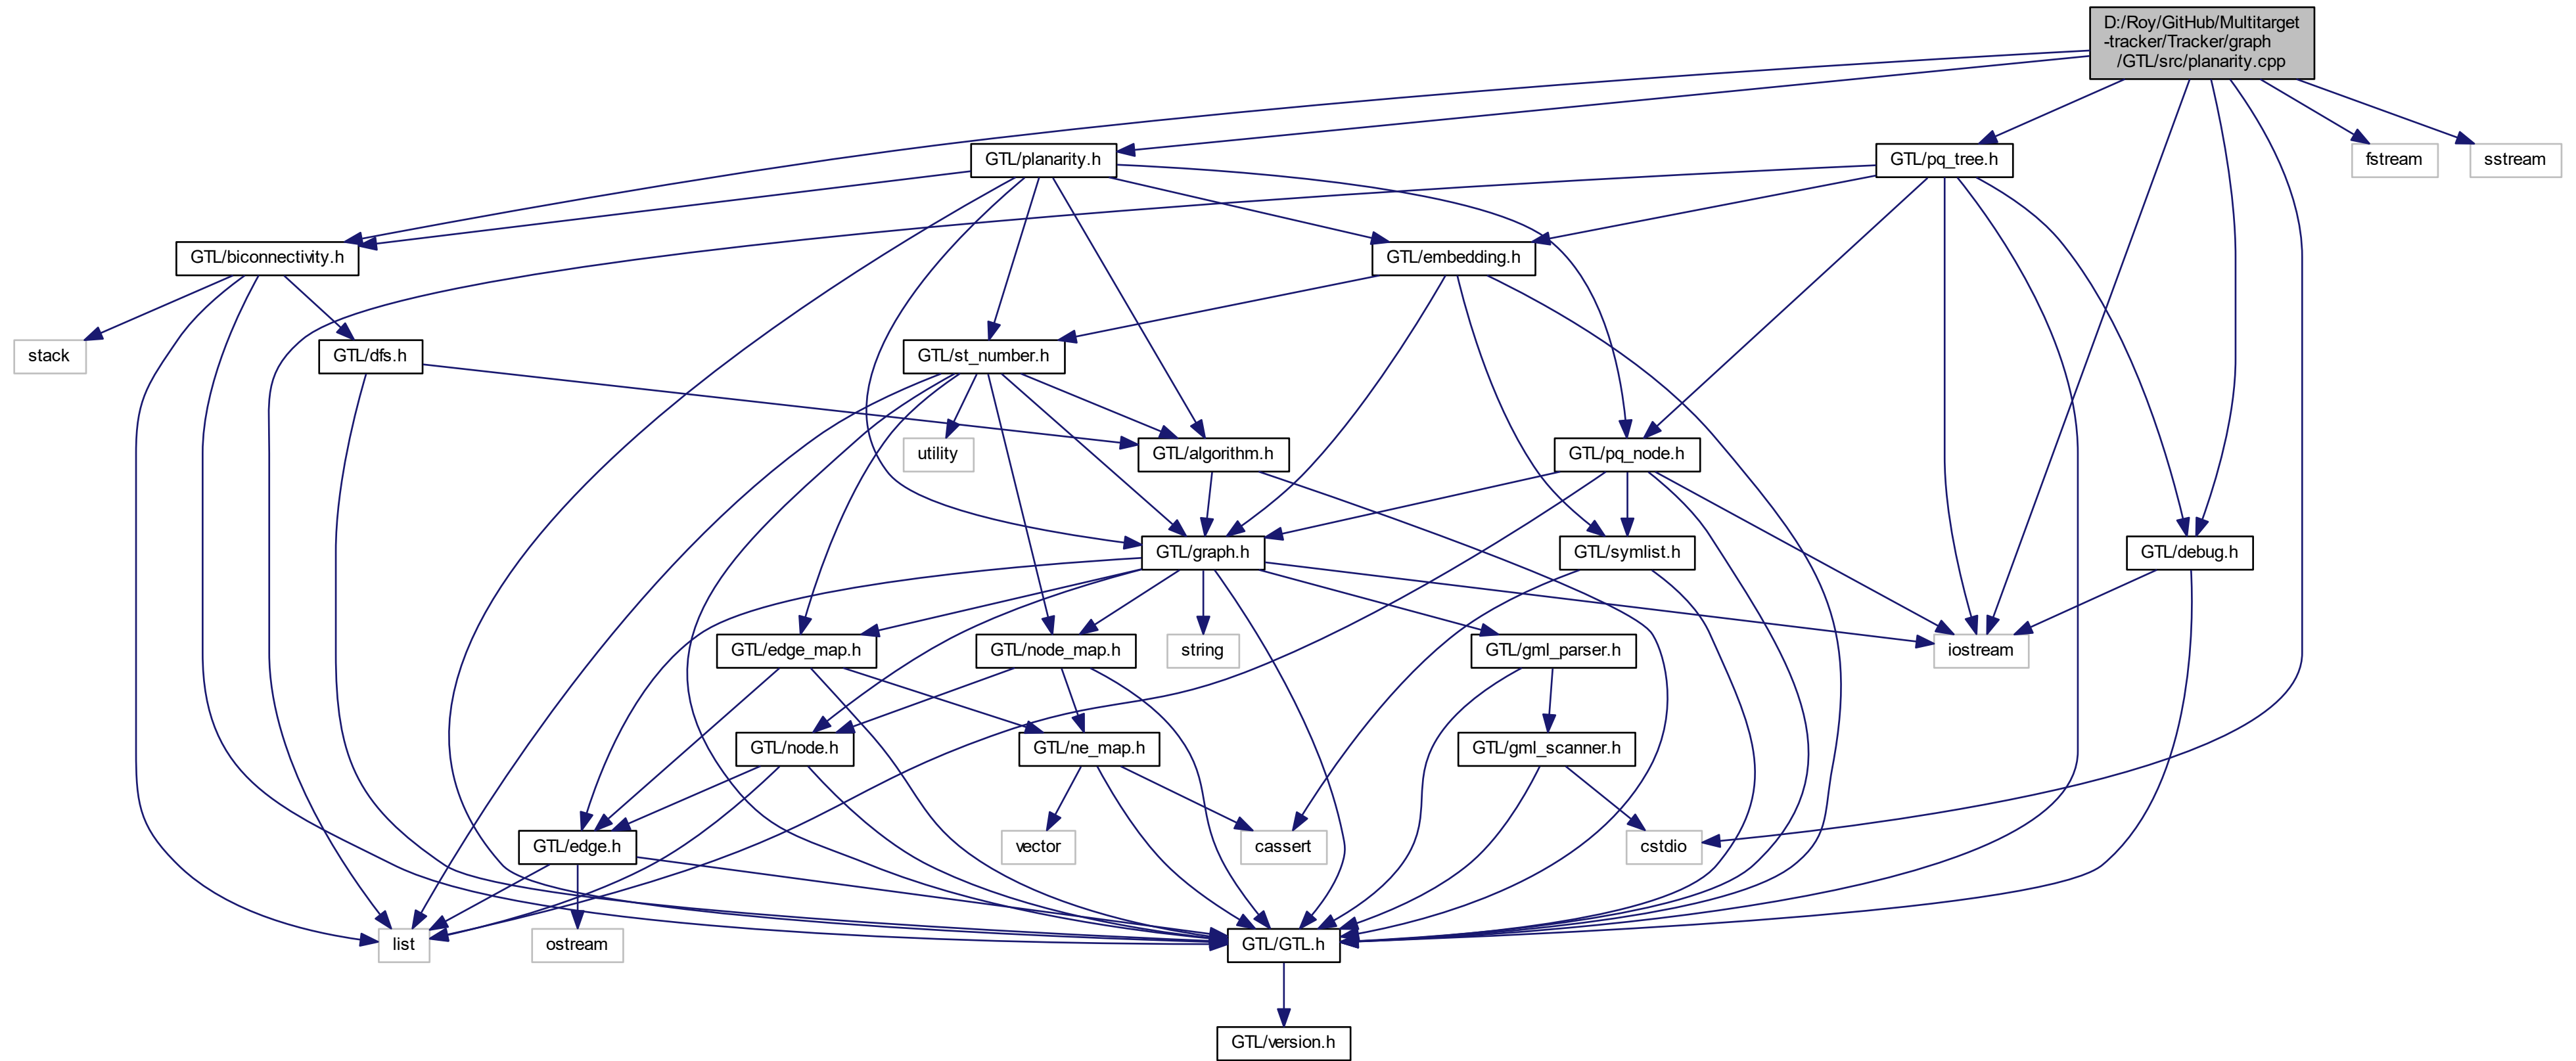 D:/Roy/GitHub/Multitarget
-tracker/Tracker/graph
/GTL/src/planarity.cpp
GTL/planarity.h
GTL/pq_tree.h
fstream
sstream
GTL/biconnectivity.h
GTL/embedding.h
stack
GTL/dfs.h
GTL/st_number.h
utility
GTL/algorithm.h
GTL/pq_node.h
GTL/graph.h
GTL/symlist.h
GTL/debug.h
GTL/edge_map.h
GTL/node_map.h
string
GTL/gml_parser.h
iostream
GTL/node.h
GTL/ne_map.h
GTL/gml_scanner.h
GTL/edge.h
vector
cassert
cstdio
list
ostream
GTL/GTL.h
GTL/version.h